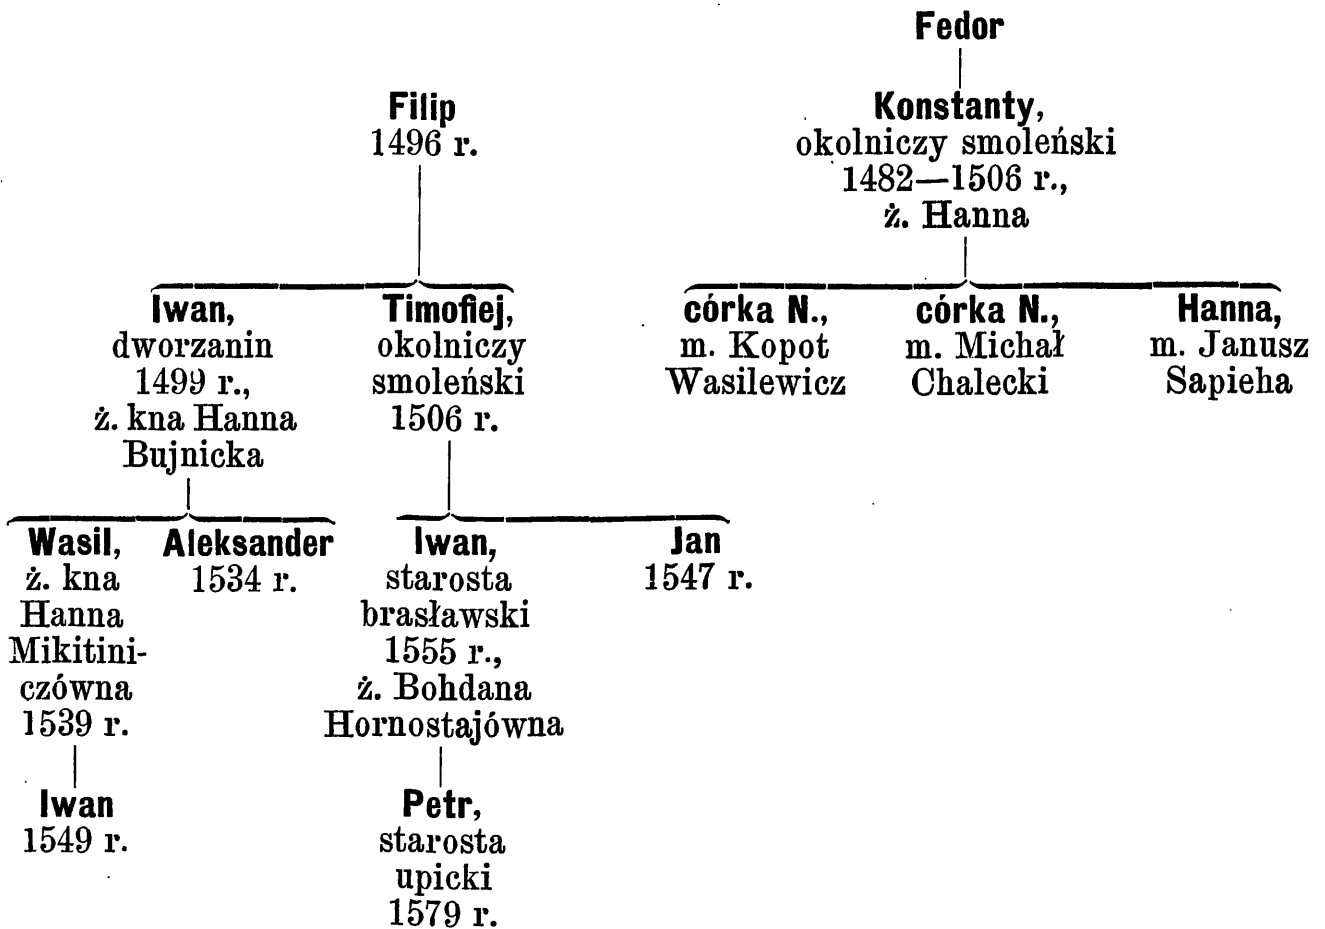 Fedor
Filip
1496 r.
Konstanty,
okolniczy smoleński
1482—1506 r.,
ż. Hanna
Iwan,
dworzanin
1499 r.,
ż. kna Hanna
Bujnicka
Timofiej,
okolniczy
smoleński
1506 r.
córka N.,
m. Kopot
Wasilewicz
córka N.,
m. Michał
Chalecki
Hanna,
m. Janusz
Sapieha
Wasil,
ż. kna
Hanna
Mikitini-
czówna
1539 r.
Aleksander
1534 r.
Iwan,
starosta
brasławski
1555 r.,
ż. Bohdana
Hornostajówna
Jan
1547 r.
Iwan
1549 r.
Petr,
starosta
upicki
1579 r.